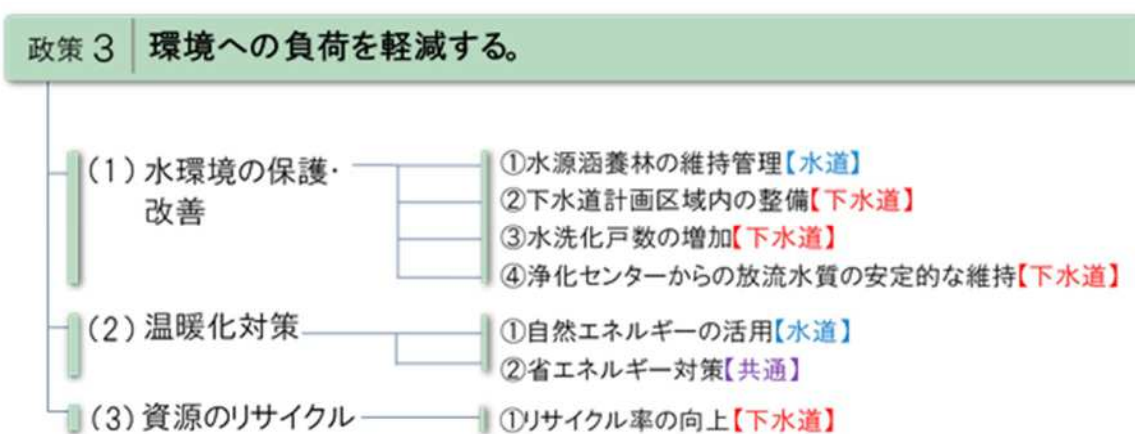 政策3 環境への負荷を軽減する。
(1)水環境の保護・
改善
①水源涵養林の維持管理【水道】
②下水道計画区域内の整備【下水道】
③水洗化戸数の増加【下水道】
④浄化センターからの放流水質の安定的な維持【下水道】
(2)温暖化対策
①自然エネルギーの活用【水道】
②省エネルギー対策【共通】
(3)資源のリサイクル
①リサイクル率の向上【下水道】